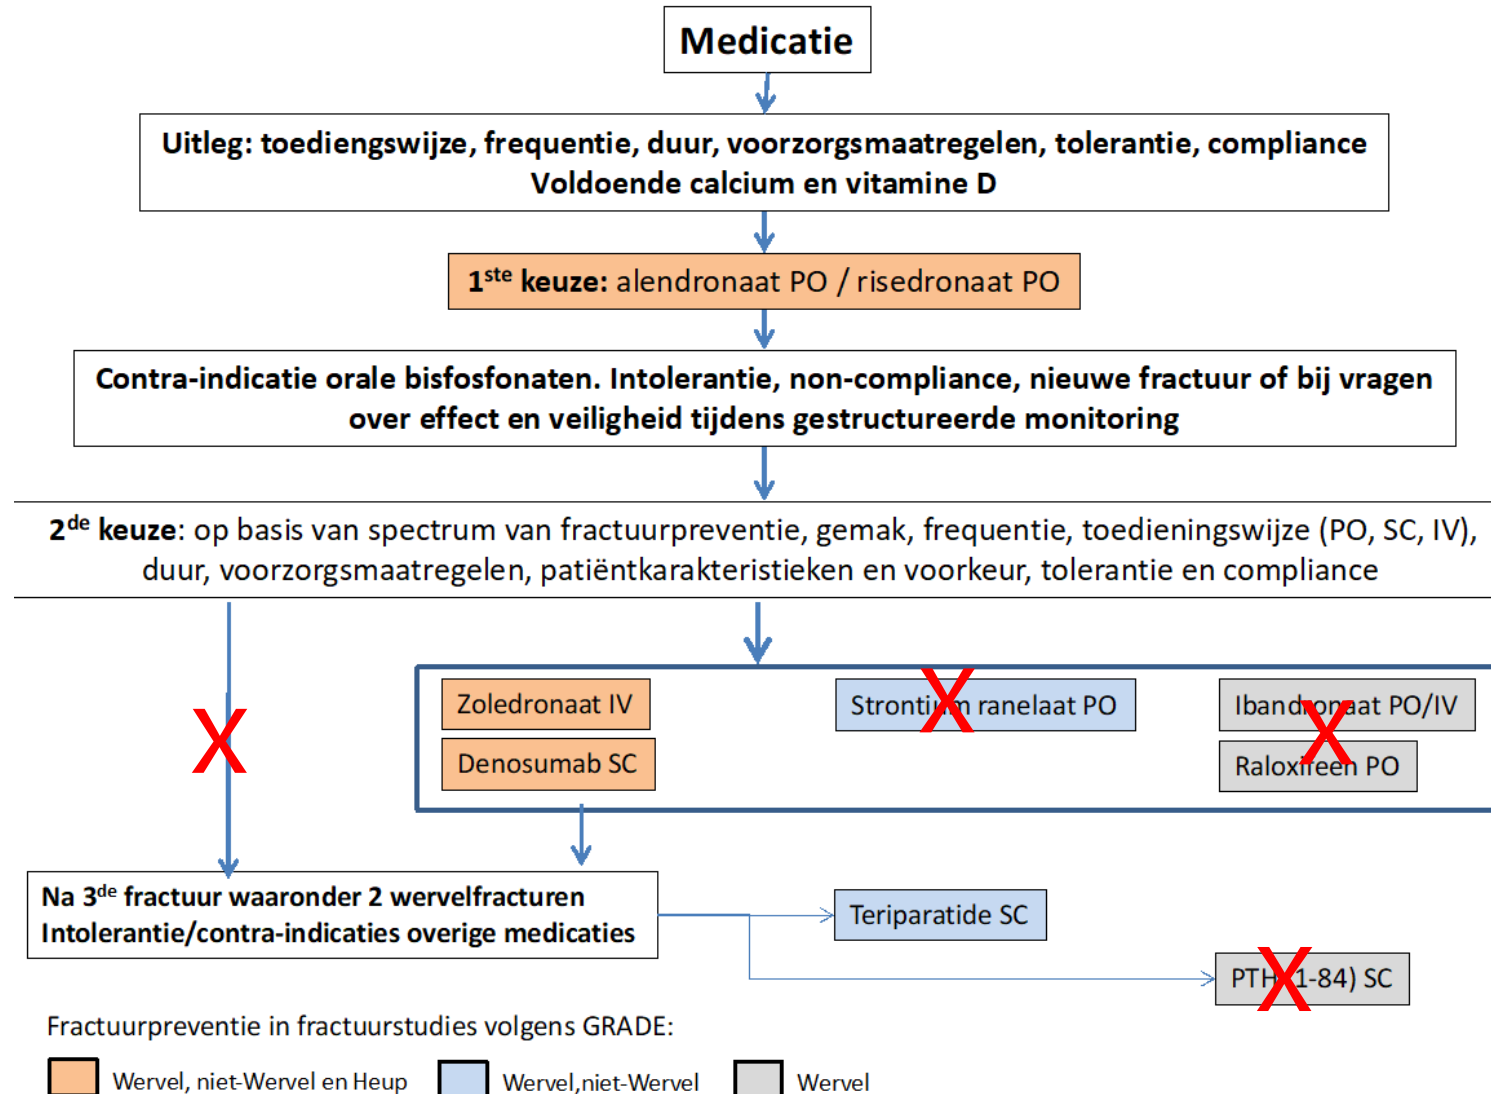 Medicatie
Uitleg: toediengswijze, frequentie, duur, voorzorgsmaatregelen, tolerantie, compliance
Voldoende calcium en vitamine D
1ste keuze: alendronaat PO / risedronaat PO
Contra-indicatie orale bisfosfonaten. Intolerantie, non-compliance, nieuwe fractuur of bij vragen
over effect en veiligheid tijdens gestructureerde monitoring
2de keuze: op basis van spectrum van fractuurpreventie, gemak, frequentie, toedieningswijze (PO, SC, IV),
duur, voorzorgsmaatregelen, patiëntkarakteristieken en voorkeur, tolerantie en compliance
X
Zoledronaat IV
Denosumab SC
Strontium ranelaat PO
X
Ibandronaat PO/IV
Raloxifeen PO
X
Na 3de fractuur waaronder 2 wervelfracturen
Intolerantie/contra-indicaties overige medicaties
Teriparatide SC
PTH(1-84) SC
X
Fractuurpreventie in fractuurstudies volgens GRADE:
Wervel, niet-Wervel en Heup
Wervel,niet-Wervel
Wervel